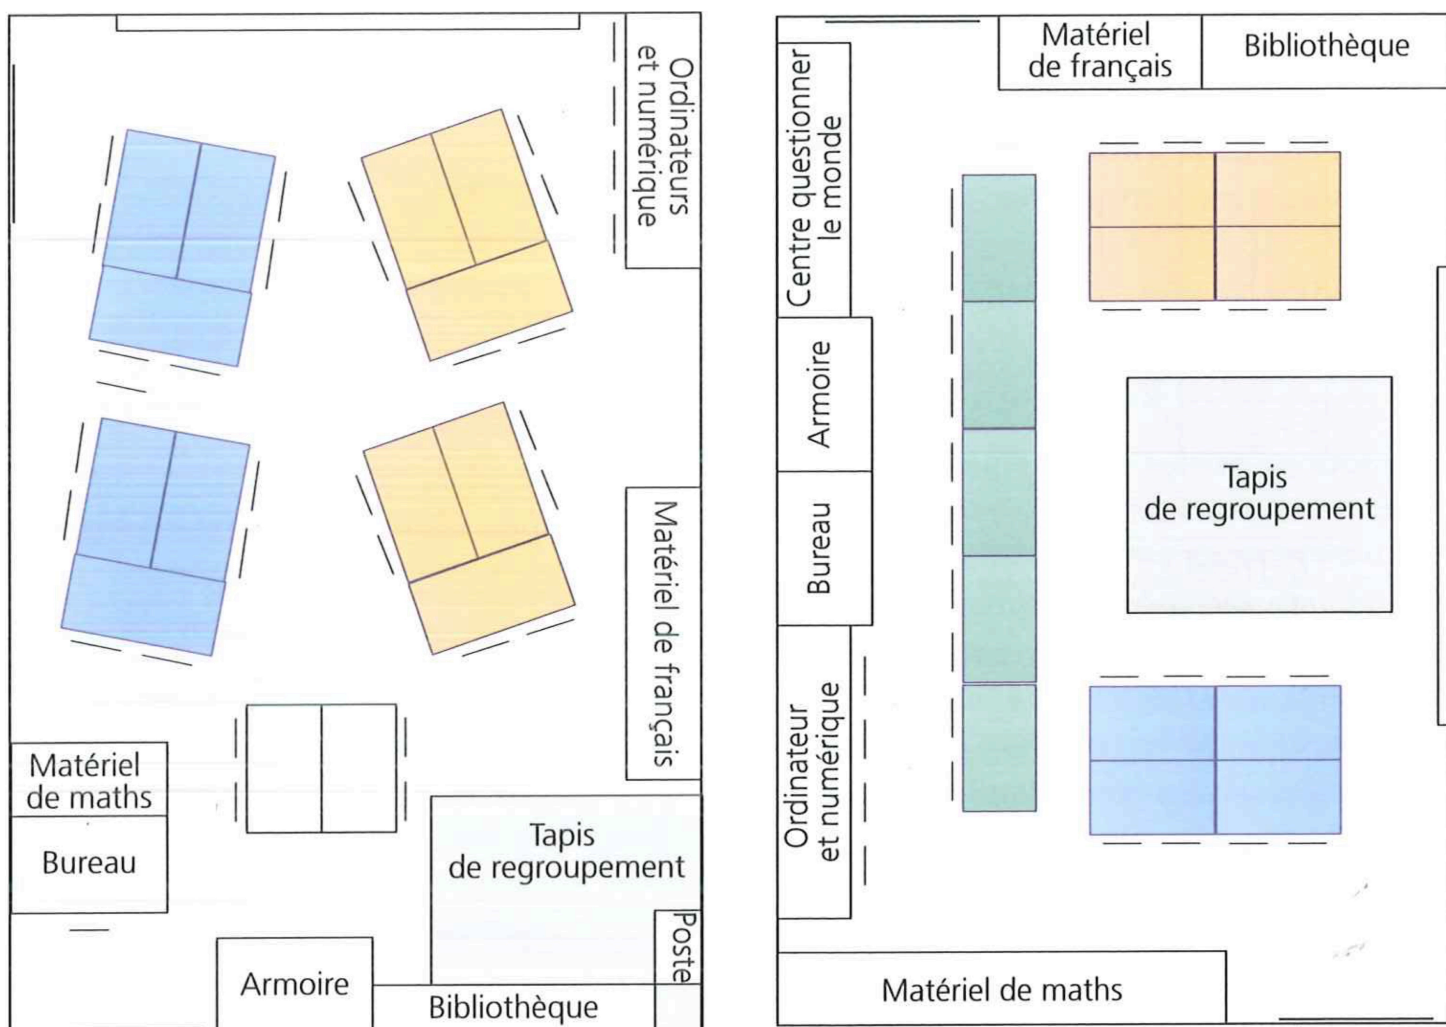 Ordinateurs
et numérique
Matériel de français
Matériel
de maths
Bureau
Tapis
de regroupement
Poste
Armoire
Bibliothèque
Matériel
de français
Bibliothèque
Centre questionner
le monde
Armoire
Bureau
Tapis
de regroupement
Ordinateur
et numérique
Matériel de maths